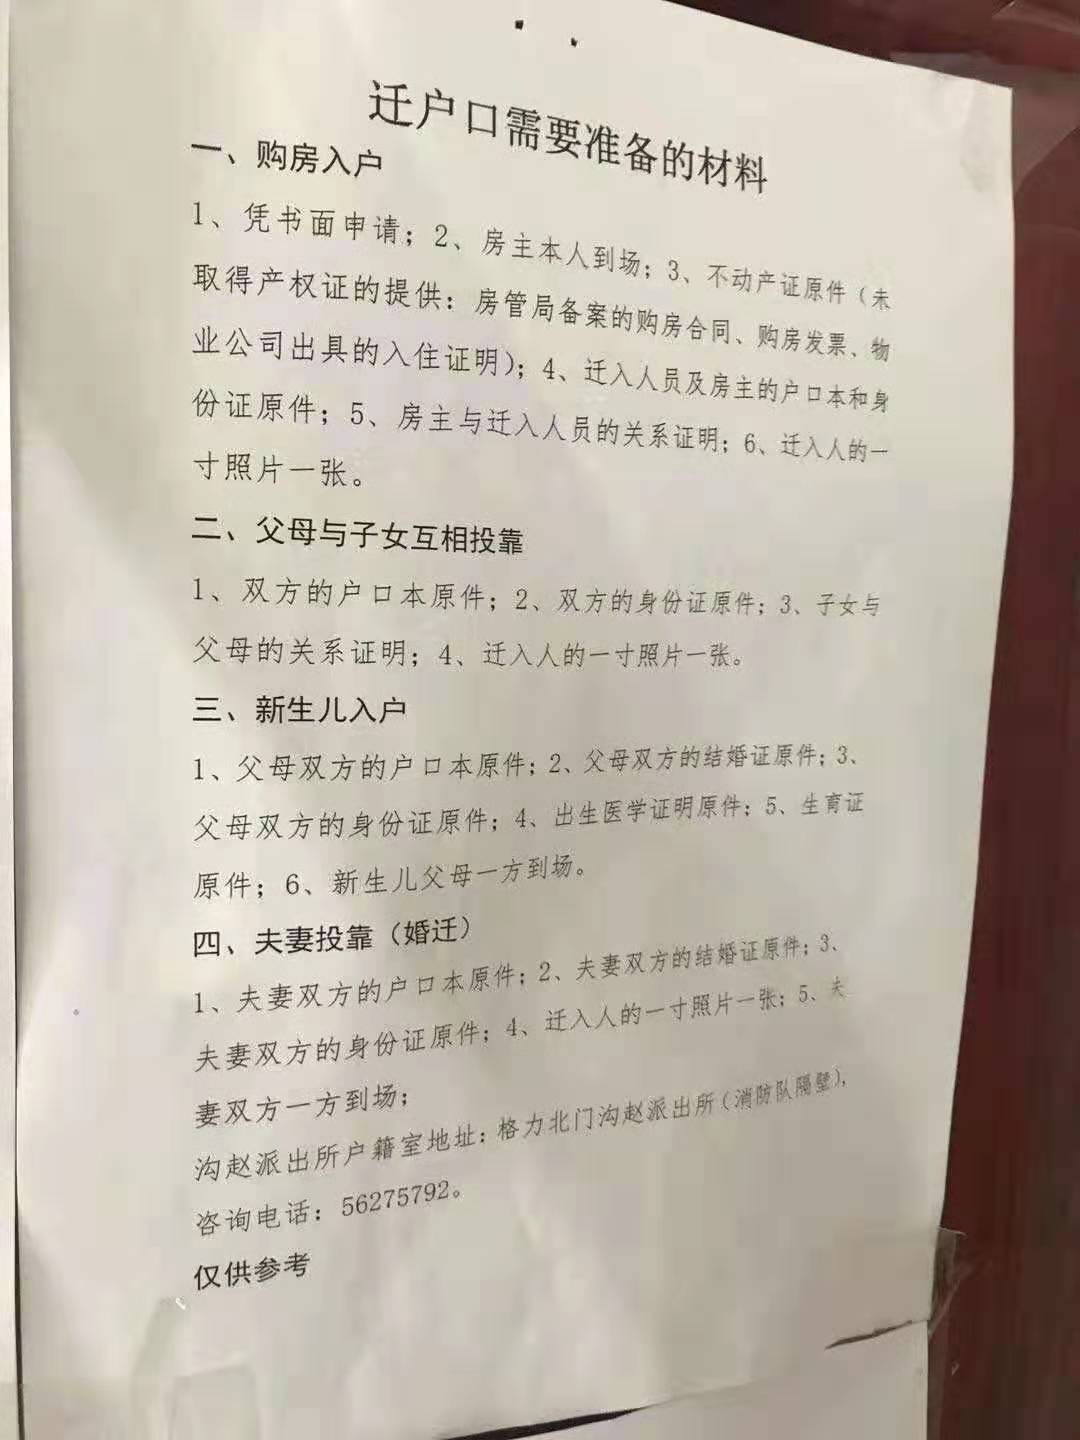 迁户口需要准备的材料
一、购房入户
1、凭书面申请；2、房主本人到场；3、不动产证原件（未
取得产权证的提供：房管局备案的购房合同、购房发票、物
业公司出具的入住证明）；4、迁入人员及房主的户口本和身
份证原件；5、房主与迁入人员的关系证明；6、迁入人的一
寸照片一张。
二、父母与子女互相投靠
1、双方的户口本原件；2、双方的身份证原件；3、子女与
父母的关系证明；4、迁入人的一寸照片一张。
三、新生儿入户
1、父母双方的户口本原件；2、父母双方的结婚证原件；3、
父母双方的身份证原件；4、出生医学证明原件；5、生育证
原件；6、新生儿父母一方到场。
四、夫妻投靠（婚迁）
1、夫妻双方的户口本原件；2、夫妻双方的结婚证原件；3、
夫妻双方的身份证原件；4、迁入人的一寸照片一张；5、夫
妻双方一方到场；
沟赵派出所户籍室地址：格力北门沟赵派出所（消防队隔壁），
咨询电话：56275792。
仅供参考